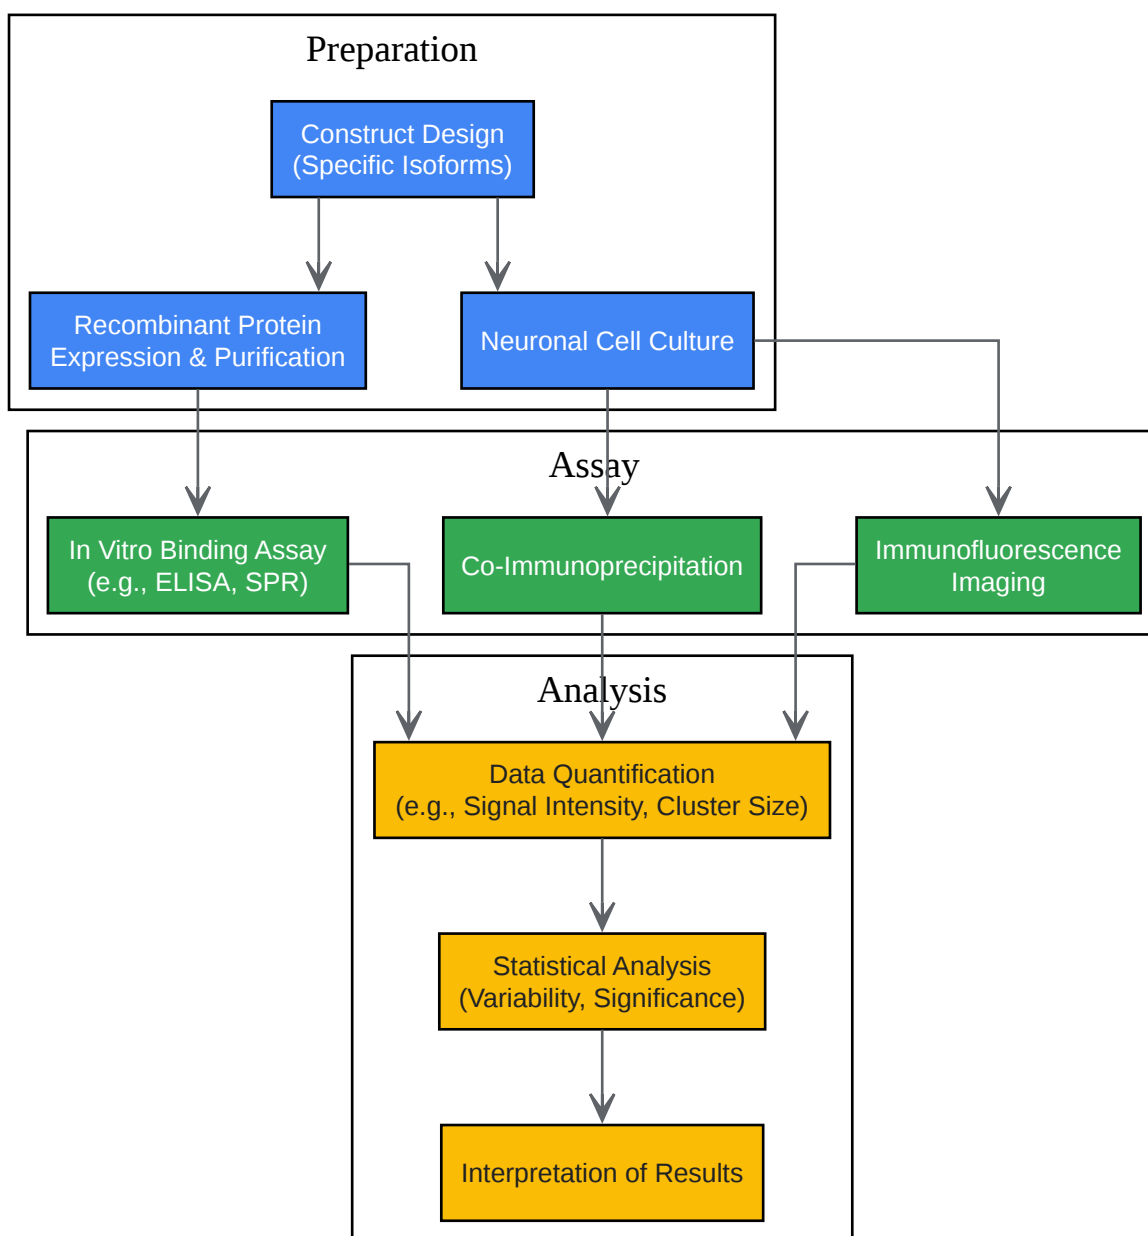 Preparation
Construct Design
(Specific Isoforms)
Recombinant Protein
Expression & Purification
Neuronal Cell Culture
Assay
In Vitro Binding Assay
(e.g., ELISA, SPR)
Co-Immunoprecipitation
Immunofluorescence
Imaging
Analysis
Data Quantification
(e.g., Signal Intensity, Cluster Size)
Statistical Analysis
(Variability, Significance)
Interpretation of Results